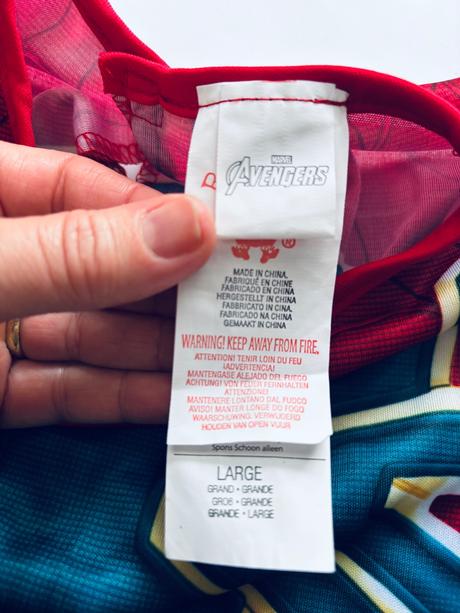 MARVEL
AVENGERS
R
®
MADE IN CHINA.
FABRIQUÉ EN CHINE
FABRICADO EN CHINA
HERGESTELLT IN CHINA
FABBRICATO IN CINA
FABRICADO NA CHINA
GEMAAKT IN CHINA
WARNING! KEEP AWAY FROM FIRE.
ATTENTION! TENIR LOIN DU FEU
¡ADVERTENCIA!
MANTENGASE ALEJADO DEL FUEGO
ACHTUNG! VON FEUER FERNHALTEN
ATTENZIONE!
MANTENERE LONTANO DAL FUOCO
AVISO! MANTER LONGE DO FOGO
WAARSCHUWING. VERWIJDERD
HOUDEN VAN OPEN VUUR
Spons Schoon alleen
LARGE
GRAND • GRANDE
GROß • GRANDE
GRANDE • LARGE